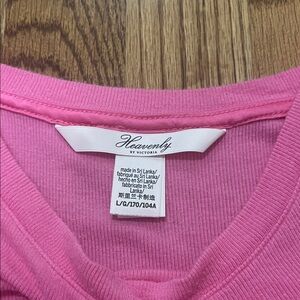 Heavenly
BY VICTORIA
made in Sri Lanka/
fabriqué au Sri Lanka/
hecho en Sri Lanka/
fabbricato in
Sri Lanka/
斯里兰卡制造
L/G/170/104A